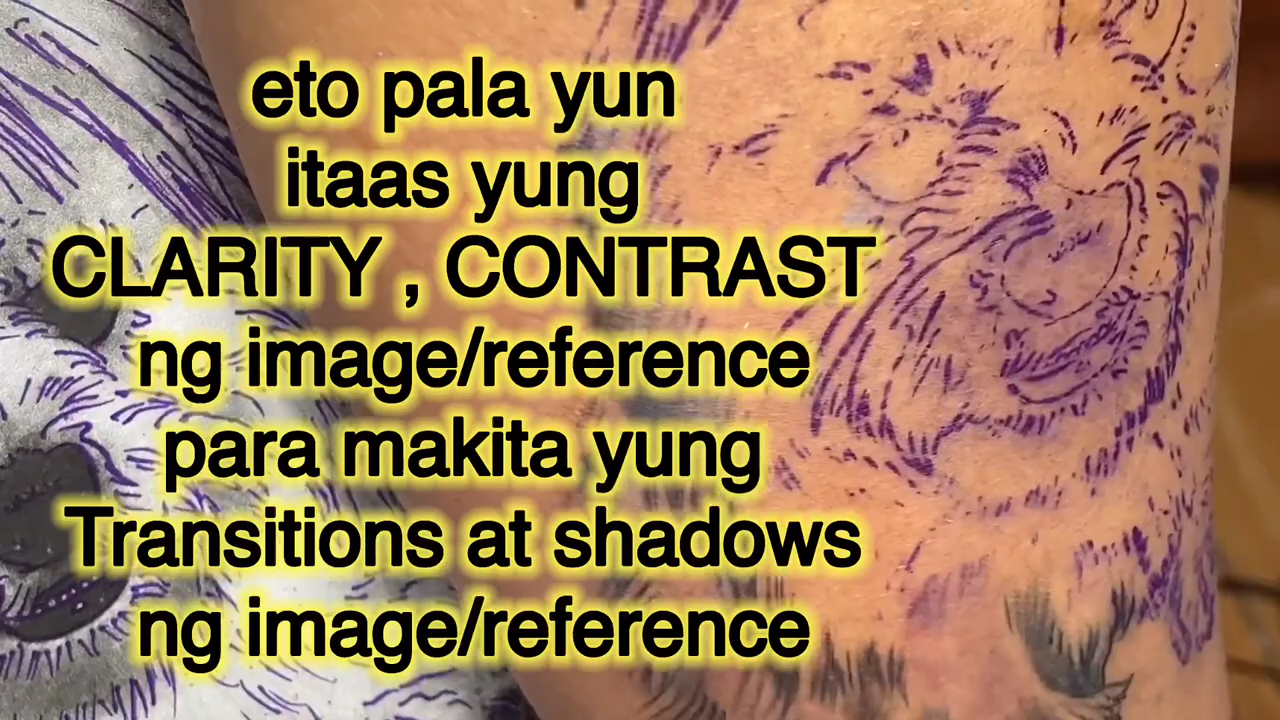 eto pala yun
itaas yung
CLARITY , CONTRAST
ng image/reference
para makita yung
Transitions at shadows
ng image/reference